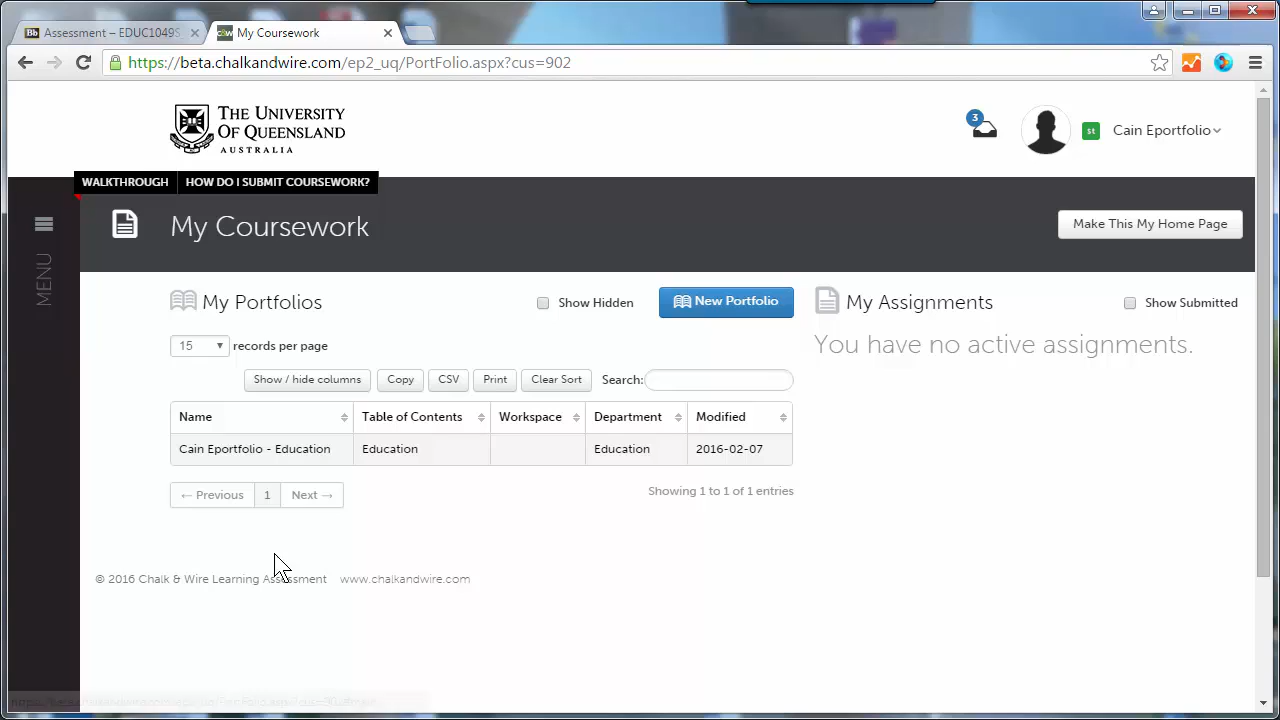 Bb Assessment – EDUC1049S
My Coursework
https://beta.chalkandwire.com/ep2_uq/PortFolio.aspx?cus=902
THE UNIVERSITY
OF QUEENSLAND
AUSTRALIA
3
st
Cain Eportfolio
WALKTHROUGH
HOW DO I SUBMIT COURSEWORK?
MENU
My Coursework
Make This My Home Page
My Portfolios
Show Hidden
New Portfolio
15 records per page
Show / hide columns Copy CSV Print Clear Sort Search:
Name Table of Contents Workspace Department Modified
Cain Eportfolio - Education Education Education 2016-02-07
← Previous 1 Next →
Showing 1 to 1 of 1 entries
My Assignments
Show Submitted
You have no active assignments.
© 2016 Chalk & Wire Learning Assessment www.chalkandwire.com